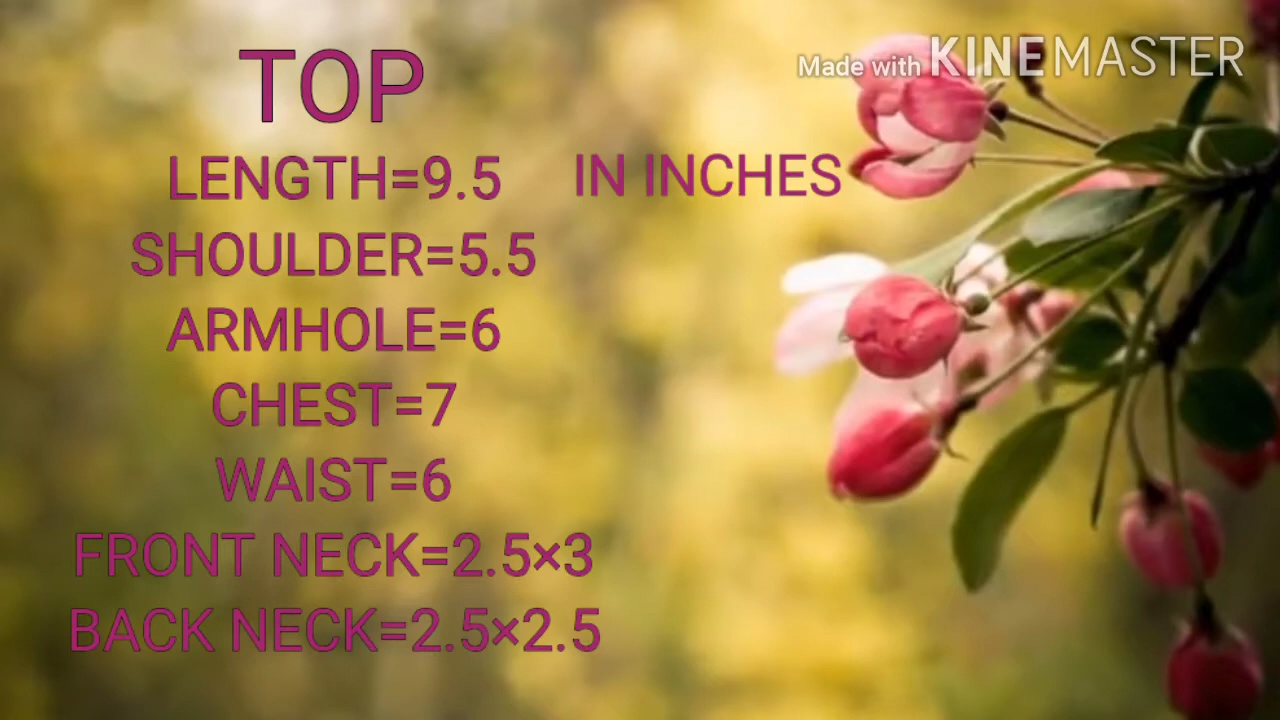 Made with KINEMASTER
TOP
LENGTH=9.5 IN INCHES
SHOULDER=5.5
ARMHOLE=6
CHEST=7
WAIST=6
FRONT NECK=2.5×3
BACK NECK=2.5×2.5